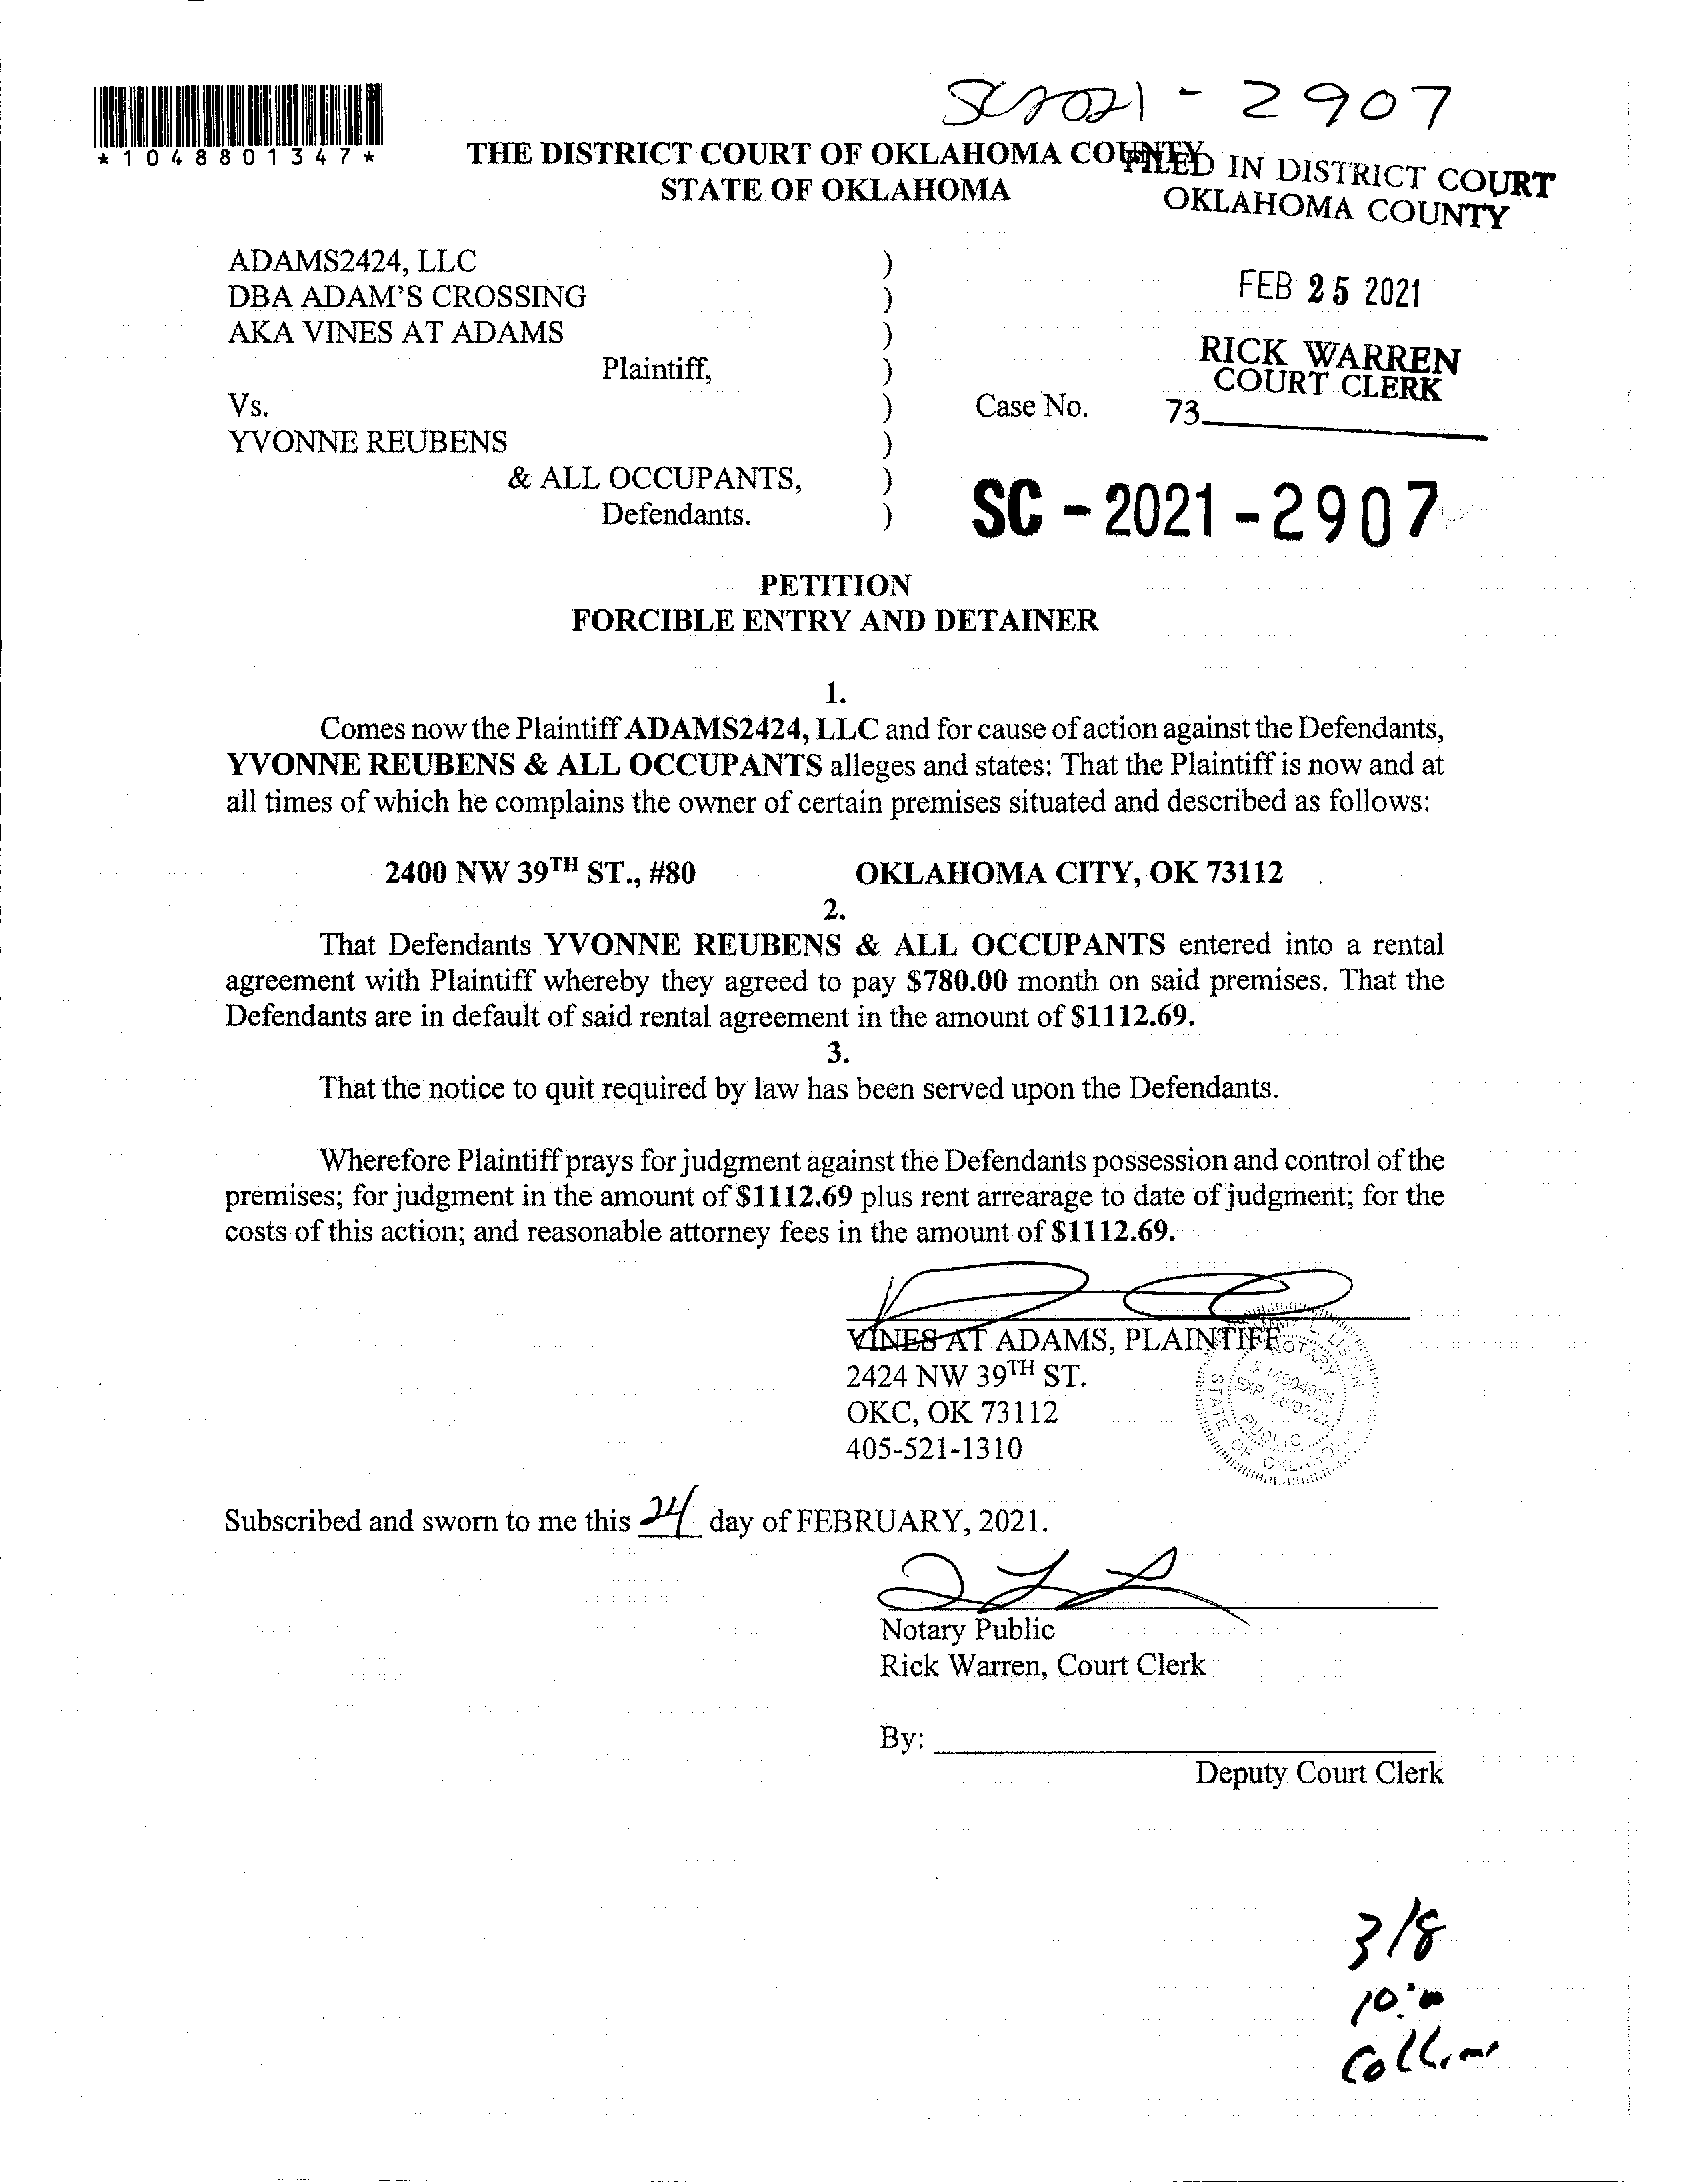 SC2021 - 2907
*1048801347*
THE DISTRICT COURT OF OKLAHOMA COUNTY
STATE OF OKLAHOMA
FILED IN DISTRICT COURT
OKLAHOMA COUNTY
FEB 25 2021
RICK WARREN
COURT CLERK
73
ADAMS2424, LLC )
DBA ADAM'S CROSSING )
AKA VINES AT ADAMS )
Plaintiff, )
Vs. ) Case No.
YVONNE REUBENS )
& ALL OCCUPANTS, )
Defendants. )
SC - 2021 - 2907
PETITION
FORCIBLE ENTRY AND DETAINER
1.
Comes now the Plaintiff ADAMS2424, LLC and for cause of action against the Defendants,
YVONNE REUBENS & ALL OCCUPANTS alleges and states: That the Plaintiff is now and at
all times of which he complains the owner of certain premises situated and described as follows:
2400 NW 39TH ST., #80 OKLAHOMA CITY, OK 73112
2.
That Defendants YVONNE REUBENS & ALL OCCUPANTS entered into a rental
agreement with Plaintiff whereby they agreed to pay $780.00 month on said premises. That the
Defendants are in default of said rental agreement in the amount of $1112.69.
3.
That the notice to quit required by law has been served upon the Defendants.
Wherefore Plaintiff prays for judgment against the Defendants possession and control of the
premises; for judgment in the amount of $1112.69 plus rent arrearage to date of judgment; for the
costs of this action; and reasonable attorney fees in the amount of $1112.69.
VINES AT ADAMS, PLAINTIFF
2424 NW 39TH ST.
OKC, OK 73112
405-521-1310
NOTARY PUBLIC
STATE OF OKLAHOMA
Subscribed and sworn to me this 24 day of FEBRUARY, 2021.
Notary Public
Rick Warren, Court Clerk
By:
Deputy Court Clerk
3/8
10:00
Collins